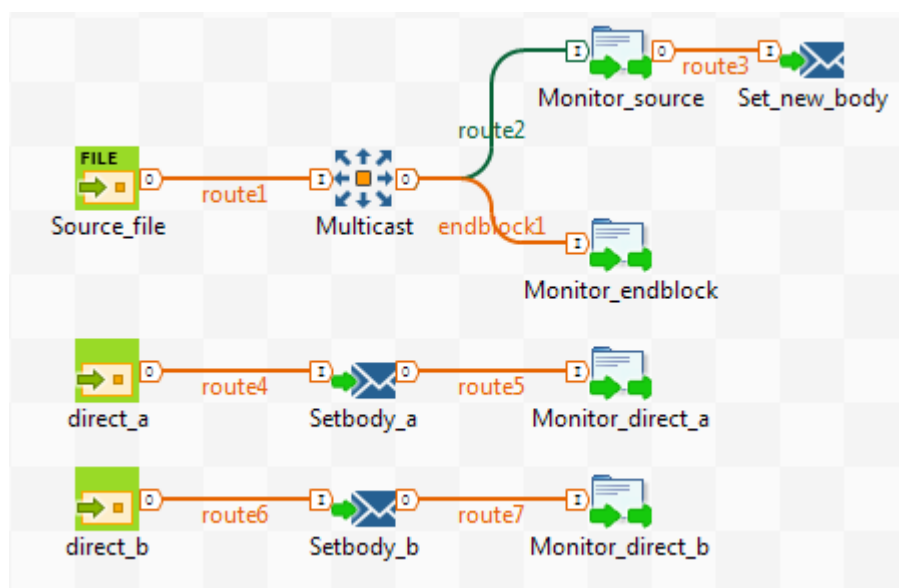 Monitor_source
route3
Set_new_body
route2
FILE
Source_file
route1
Multicast
endblock1
Monitor_endblock
direct_a
route4
Setbody_a
route5
Monitor_direct_a
direct_b
route6
Setbody_b
route7
Monitor_direct_b
I
O
I
O
I
O
I
I
O
I
O
I
O
I
O
I